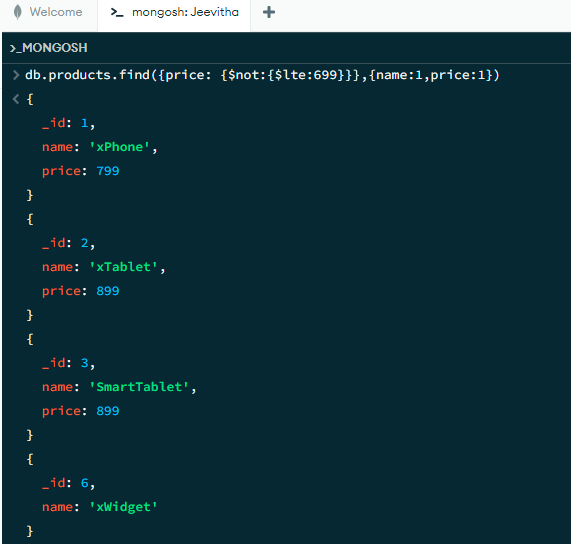 Welcome
>_ mongosh: Jeevitha
+
>_MONGOSH
> db.products.find({price: {$not:{$lte:699}}},{name:1,price:1})
< {
_id: 1,
name: 'xPhone',
price: 799
}
{
_id: 2,
name: 'xTablet',
price: 899
}
{
_id: 3,
name: 'SmartTablet',
price: 899
}
{
_id: 6,
name: 'xWidget'
}